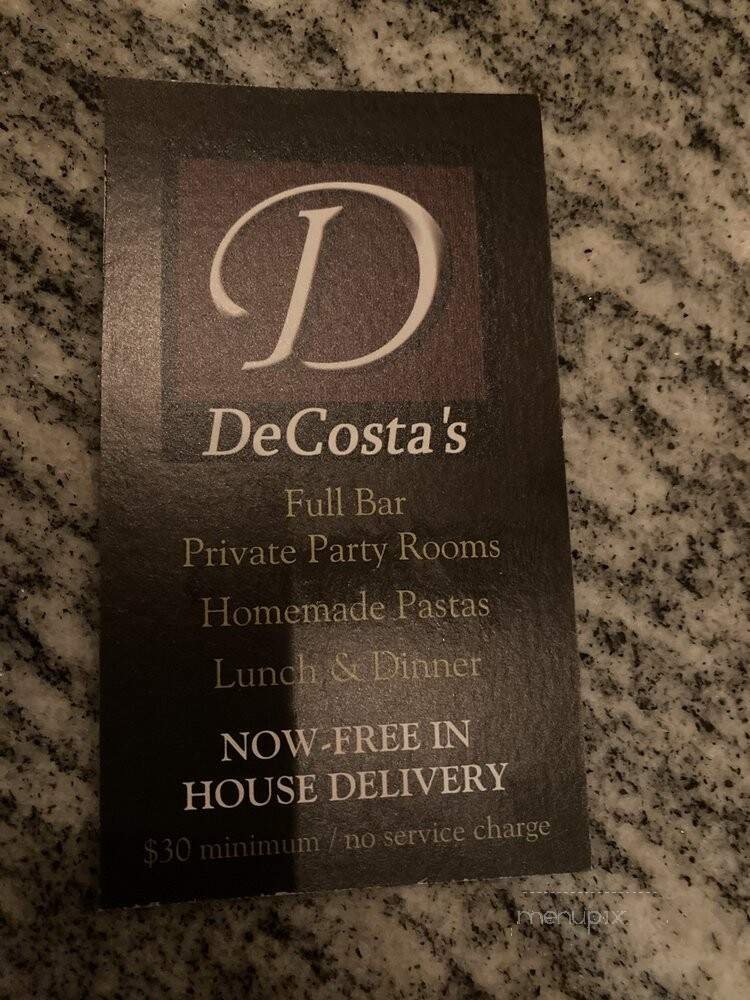 D
DeCosta's
Full Bar
Private Party Rooms
Homemade Pastas
Lunch & Dinner
NOW-FREE IN
HOUSE DELIVERY
$30 minimum / no service charge
menupix